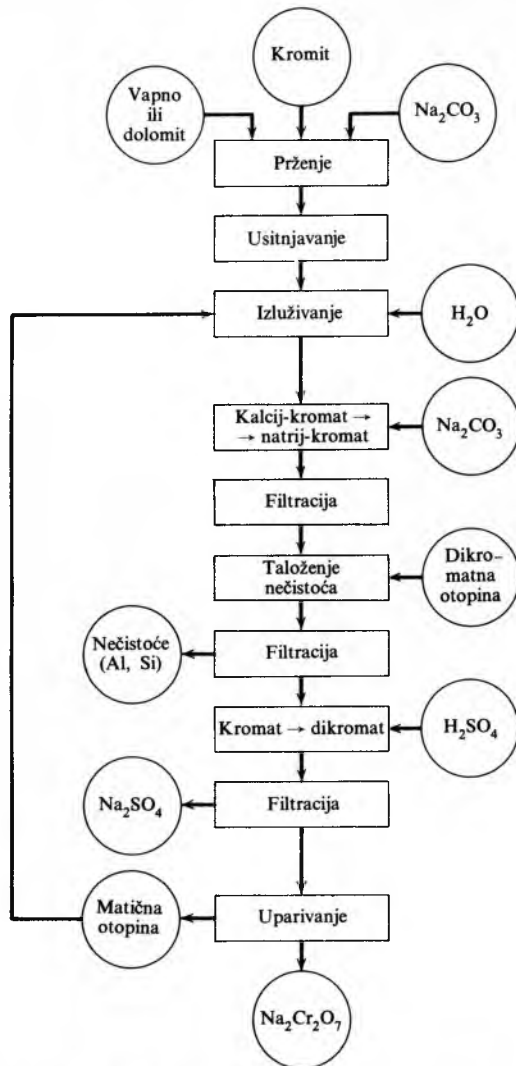 Kromit
Vapno
ili
dolomit
Na₂CO₃
Prženje
Usitnjavanje
Izluživanje
H₂O
Kalcij-kromat →
→ natrij-kromat
Na₂CO₃
Filtracija
Taloženje
nečistoća
Dikro-
matna
otopina
Nečistoće
(Al, Si)
Filtracija
Kromat → dikromat
H₂SO₄
Na₂SO₄
Filtracija
Matična
otopina
Uparivanje
Na₂Cr₂O₇